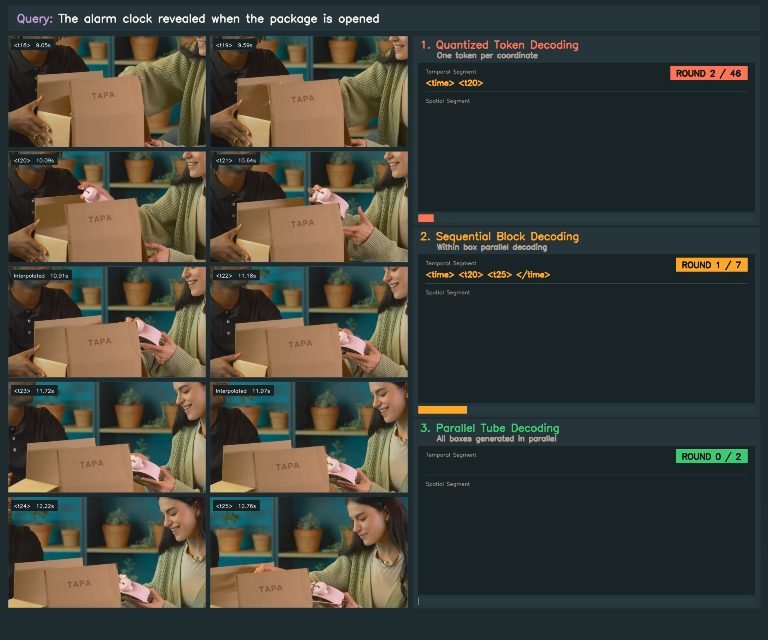 Query: The alarm clock revealed when the package is opened
<t18> 9.05s
TAPA
<t19> 9.59s
TAPA
<t20> 10.09s
TAPA
<t21> 10.64s
TAPA
Interpolated 10.91s
TAPA
<t22> 11.18s
TAPA
<t23> 11.72s
TAPA
Interpolated 11.97s
TAPA
<t24> 12.22s
TAPA
<t25> 12.76s
TAPA
1. Quantized Token Decoding
One token per coordinate
Temporal Segment
ROUND 2 / 46
<time> <t20>
Spatial Segment
2. Sequential Block Decoding
Within box parallel decoding
Temporal Segment
ROUND 1 / 7
<time> <t20> <t25> </time>
Spatial Segment
3. Parallel Tube Decoding
All boxes generated in parallel
Temporal Segment
ROUND 0 / 2
Spatial Segment